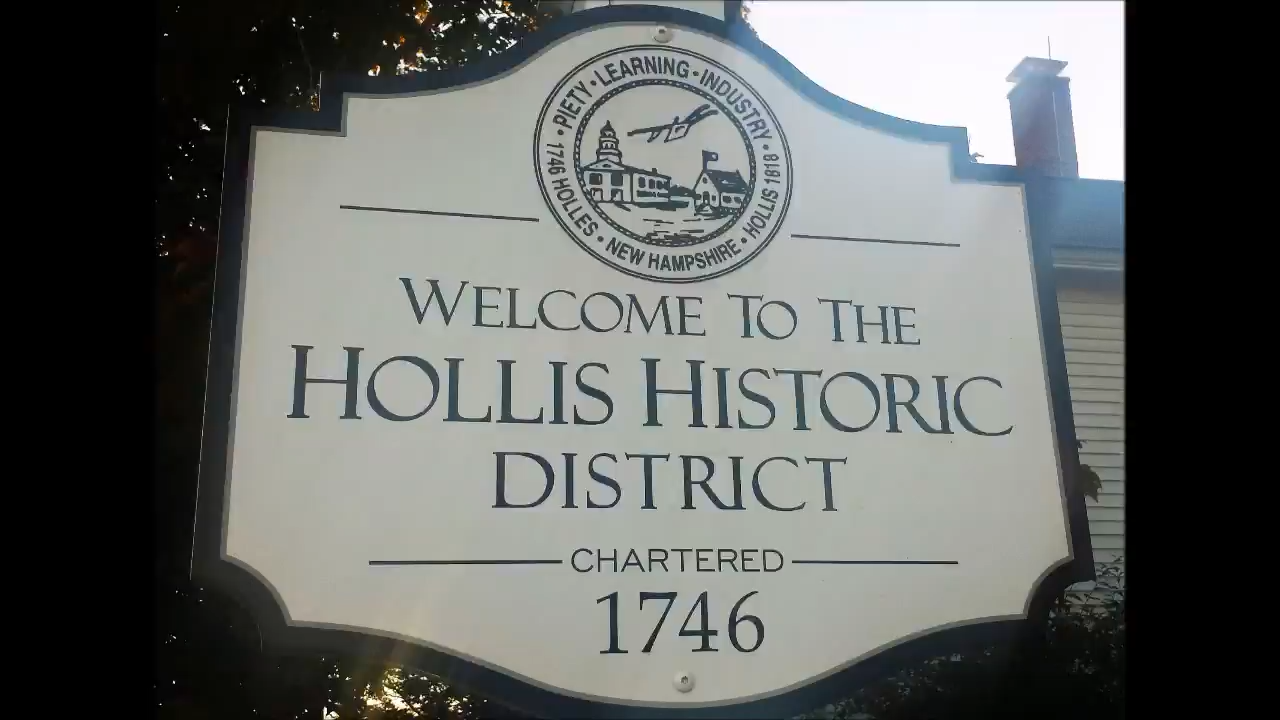 PIETY • LEARNING • INDUSTRY
• 1746 HOLLES • NEW HAMPSHIRE • HOLLIS 1818 •
WELCOME TO THE
HOLLIS HISTORIC
DISTRICT
CHARTERED
1746